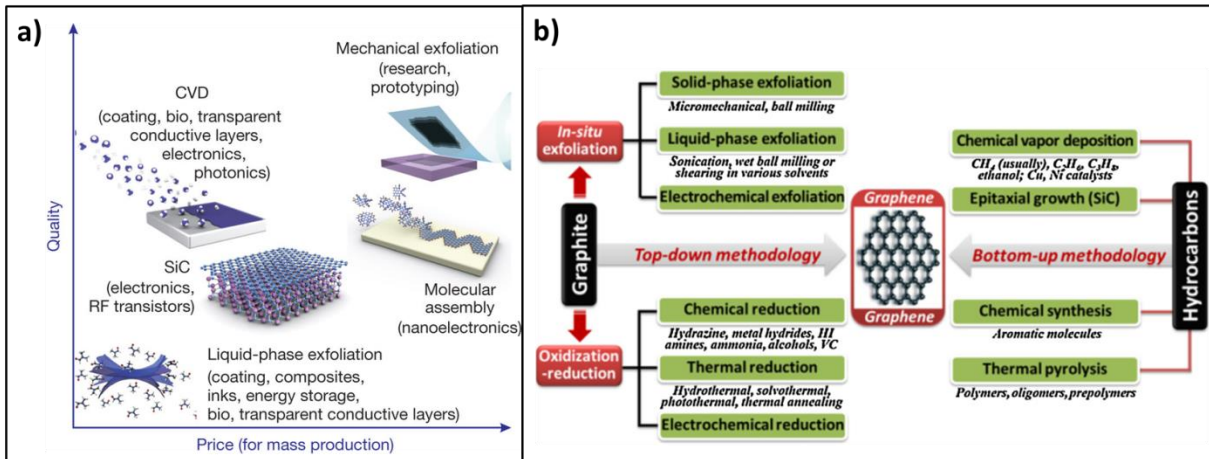 a)
Quality
CVD
(coating, bio, transparent
conductive layers,
electronics,
photonics)
Mechanical exfoliation
(research,
prototyping)
SiC
(electronics,
RF transistors)
Molecular
assembly
(nanoelectronics)
Liquid-phase exfoliation
(coating, composites,
inks, energy storage,
bio, transparent conductive layers)
Price (for mass production)
b)
Graphite
In-situ
exfoliation
Solid-phase exfoliation
Micromechanical, ball milling
Liquid-phase exfoliation
Sonication, wet ball milling or
shearing in various solvents
Electrochemical exfoliation
Top-down methodology
Oxidization
-reduction
Chemical reduction
Hydrazine, metal hydrides, HI
amines, ammonia, alcohols, VC
Thermal reduction
Hydrothermal, solvothermal,
photothermal, thermal annealing
Electrochemical reduction
Graphene
Graphene
Chemical vapor deposition
CH4 (usually),
ethanol; Cu, Ni catalysts
Epitaxial growth (SiC)
Bottom-up methodology
Chemical synthesis
Aromatic molecules
Thermal pyrolysis
Polymers, oligomers, prepolymers
Hydrocarbons